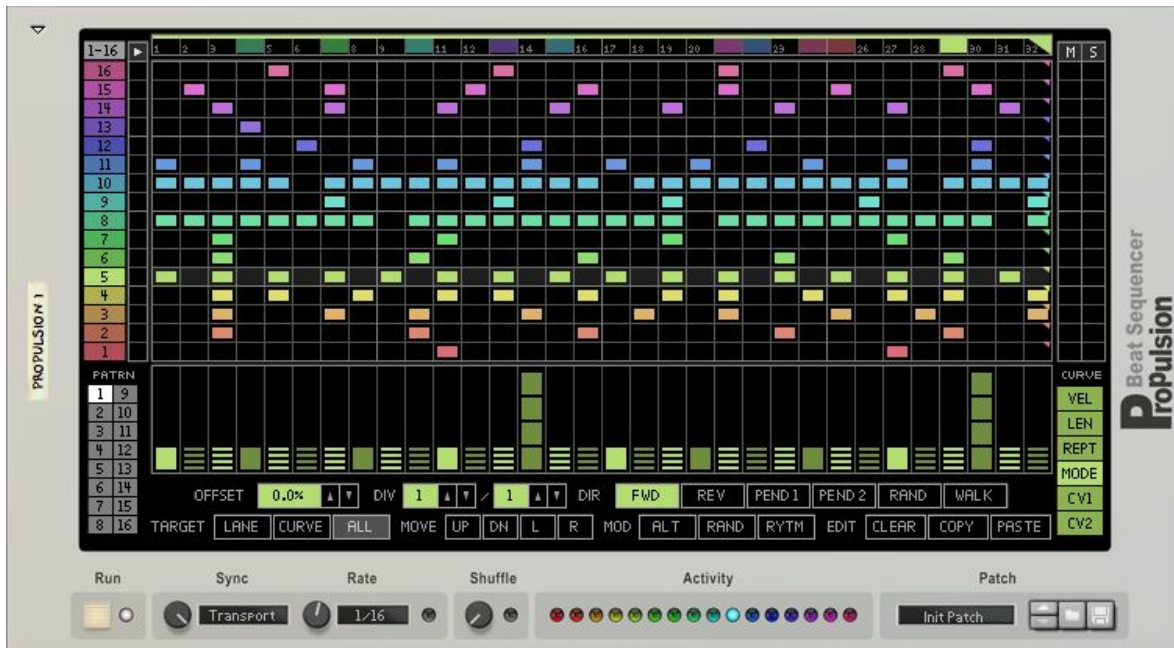 1-16 1 2 3 5 6 8 9 11 12 14 16 17 18 19 20 23 26 27 28 30 31 32 M S
16
15
14
13
12
11
10
9
8
7
6
5
4
3
2
1
PROPULSION 1
Beat Sequencer
ProPulsion
PATRN
1 9
2 10
3 11
4 12
5 13
6 14
7 15
8 16
CURVE
VEL
LEN
REPT
MODE
CV1
CV2
OFFSET 0.0% DIV 1 / 1 DIR FWD REV PEND 1 PEND 2 RAND WALK
TARGET LANE CURVE ALL MOVE UP DN L R MOD ALT RAND RYTM EDIT CLEAR COPY PASTE
Run Sync Rate Shuffle Activity Patch
Transport 1/16 Init Patch